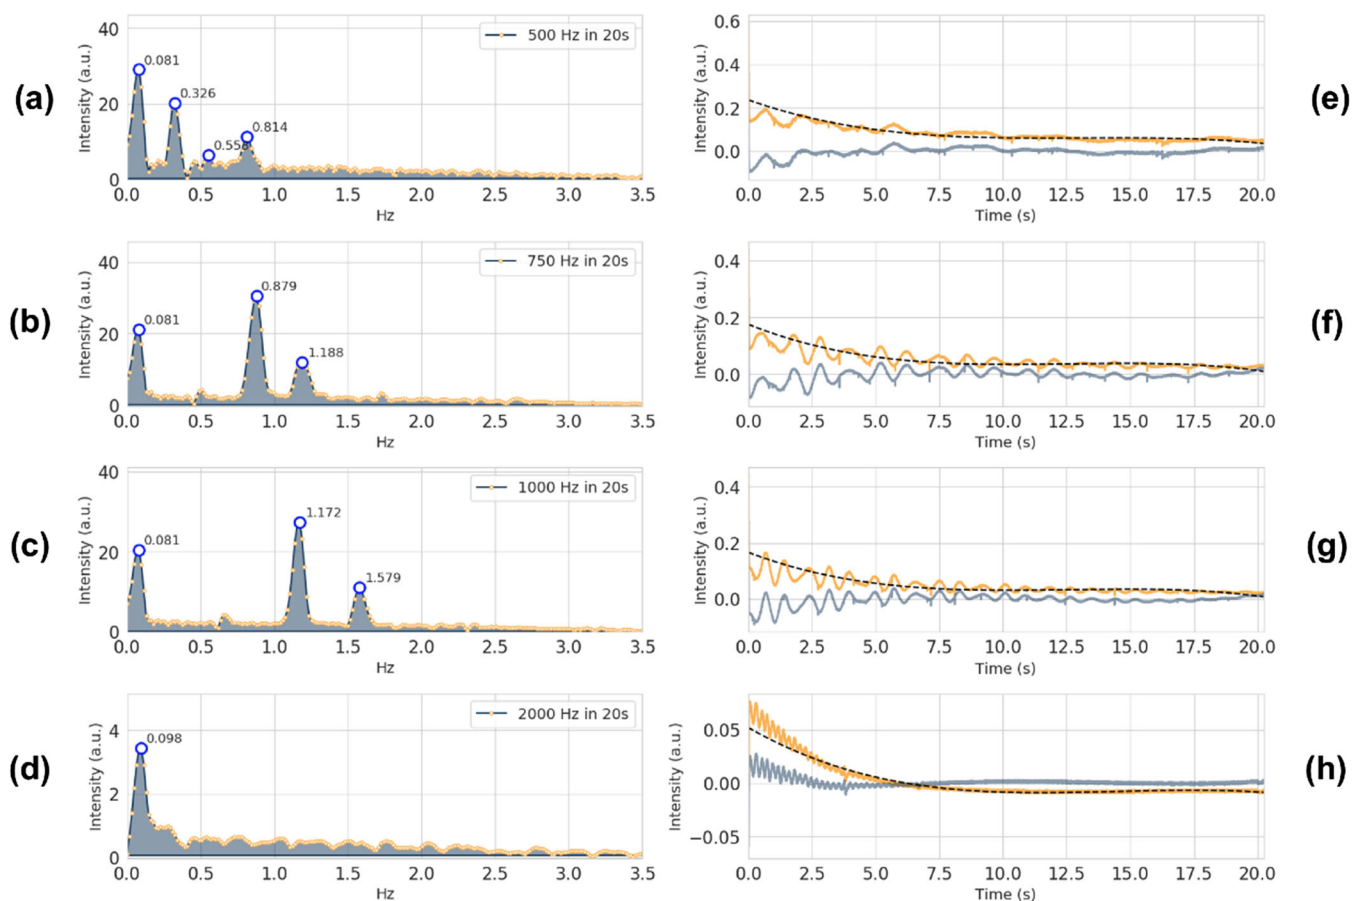 (a)
Intensity (a.u.)
40
20
0
500 Hz in 20s
0.081
0.326
0.814
0.0 0.5 1.0 1.5 2.0 2.5 3.0 3.5
Hz
(e)
Intensity (a.u.)
0.6
0.4
0.2
0.0
0.0 2.5 5.0 7.5 10.0 12.5 15.0 17.5 20.0
Time (s)
(b)
Intensity (a.u.)
40
20
0
750 Hz in 20s
0.081
0.879
1.188
0.0 0.5 1.0 1.5 2.0 2.5 3.0 3.5
Hz
(f)
Intensity (a.u.)
0.4
0.2
0.0
0.0 2.5 5.0 7.5 10.0 12.5 15.0 17.5 20.0
Time (s)
(c)
Intensity (a.u.)
40
20
0
1000 Hz in 20s
0.081
1.172
1.579
0.0 0.5 1.0 1.5 2.0 2.5 3.0 3.5
Hz
(g)
Intensity (a.u.)
0.4
0.2
0.0
0.0 2.5 5.0 7.5 10.0 12.5 15.0 17.5 20.0
Time (s)
(d)
Intensity (a.u.)
4
2
0
2000 Hz in 20s
0.098
0.0 0.5 1.0 1.5 2.0 2.5 3.0 3.5
Hz
(h)
Intensity (a.u.)
0.05
0.00
−0.05
0.0 2.5 5.0 7.5 10.0 12.5 15.0 17.5 20.0
Time (s)